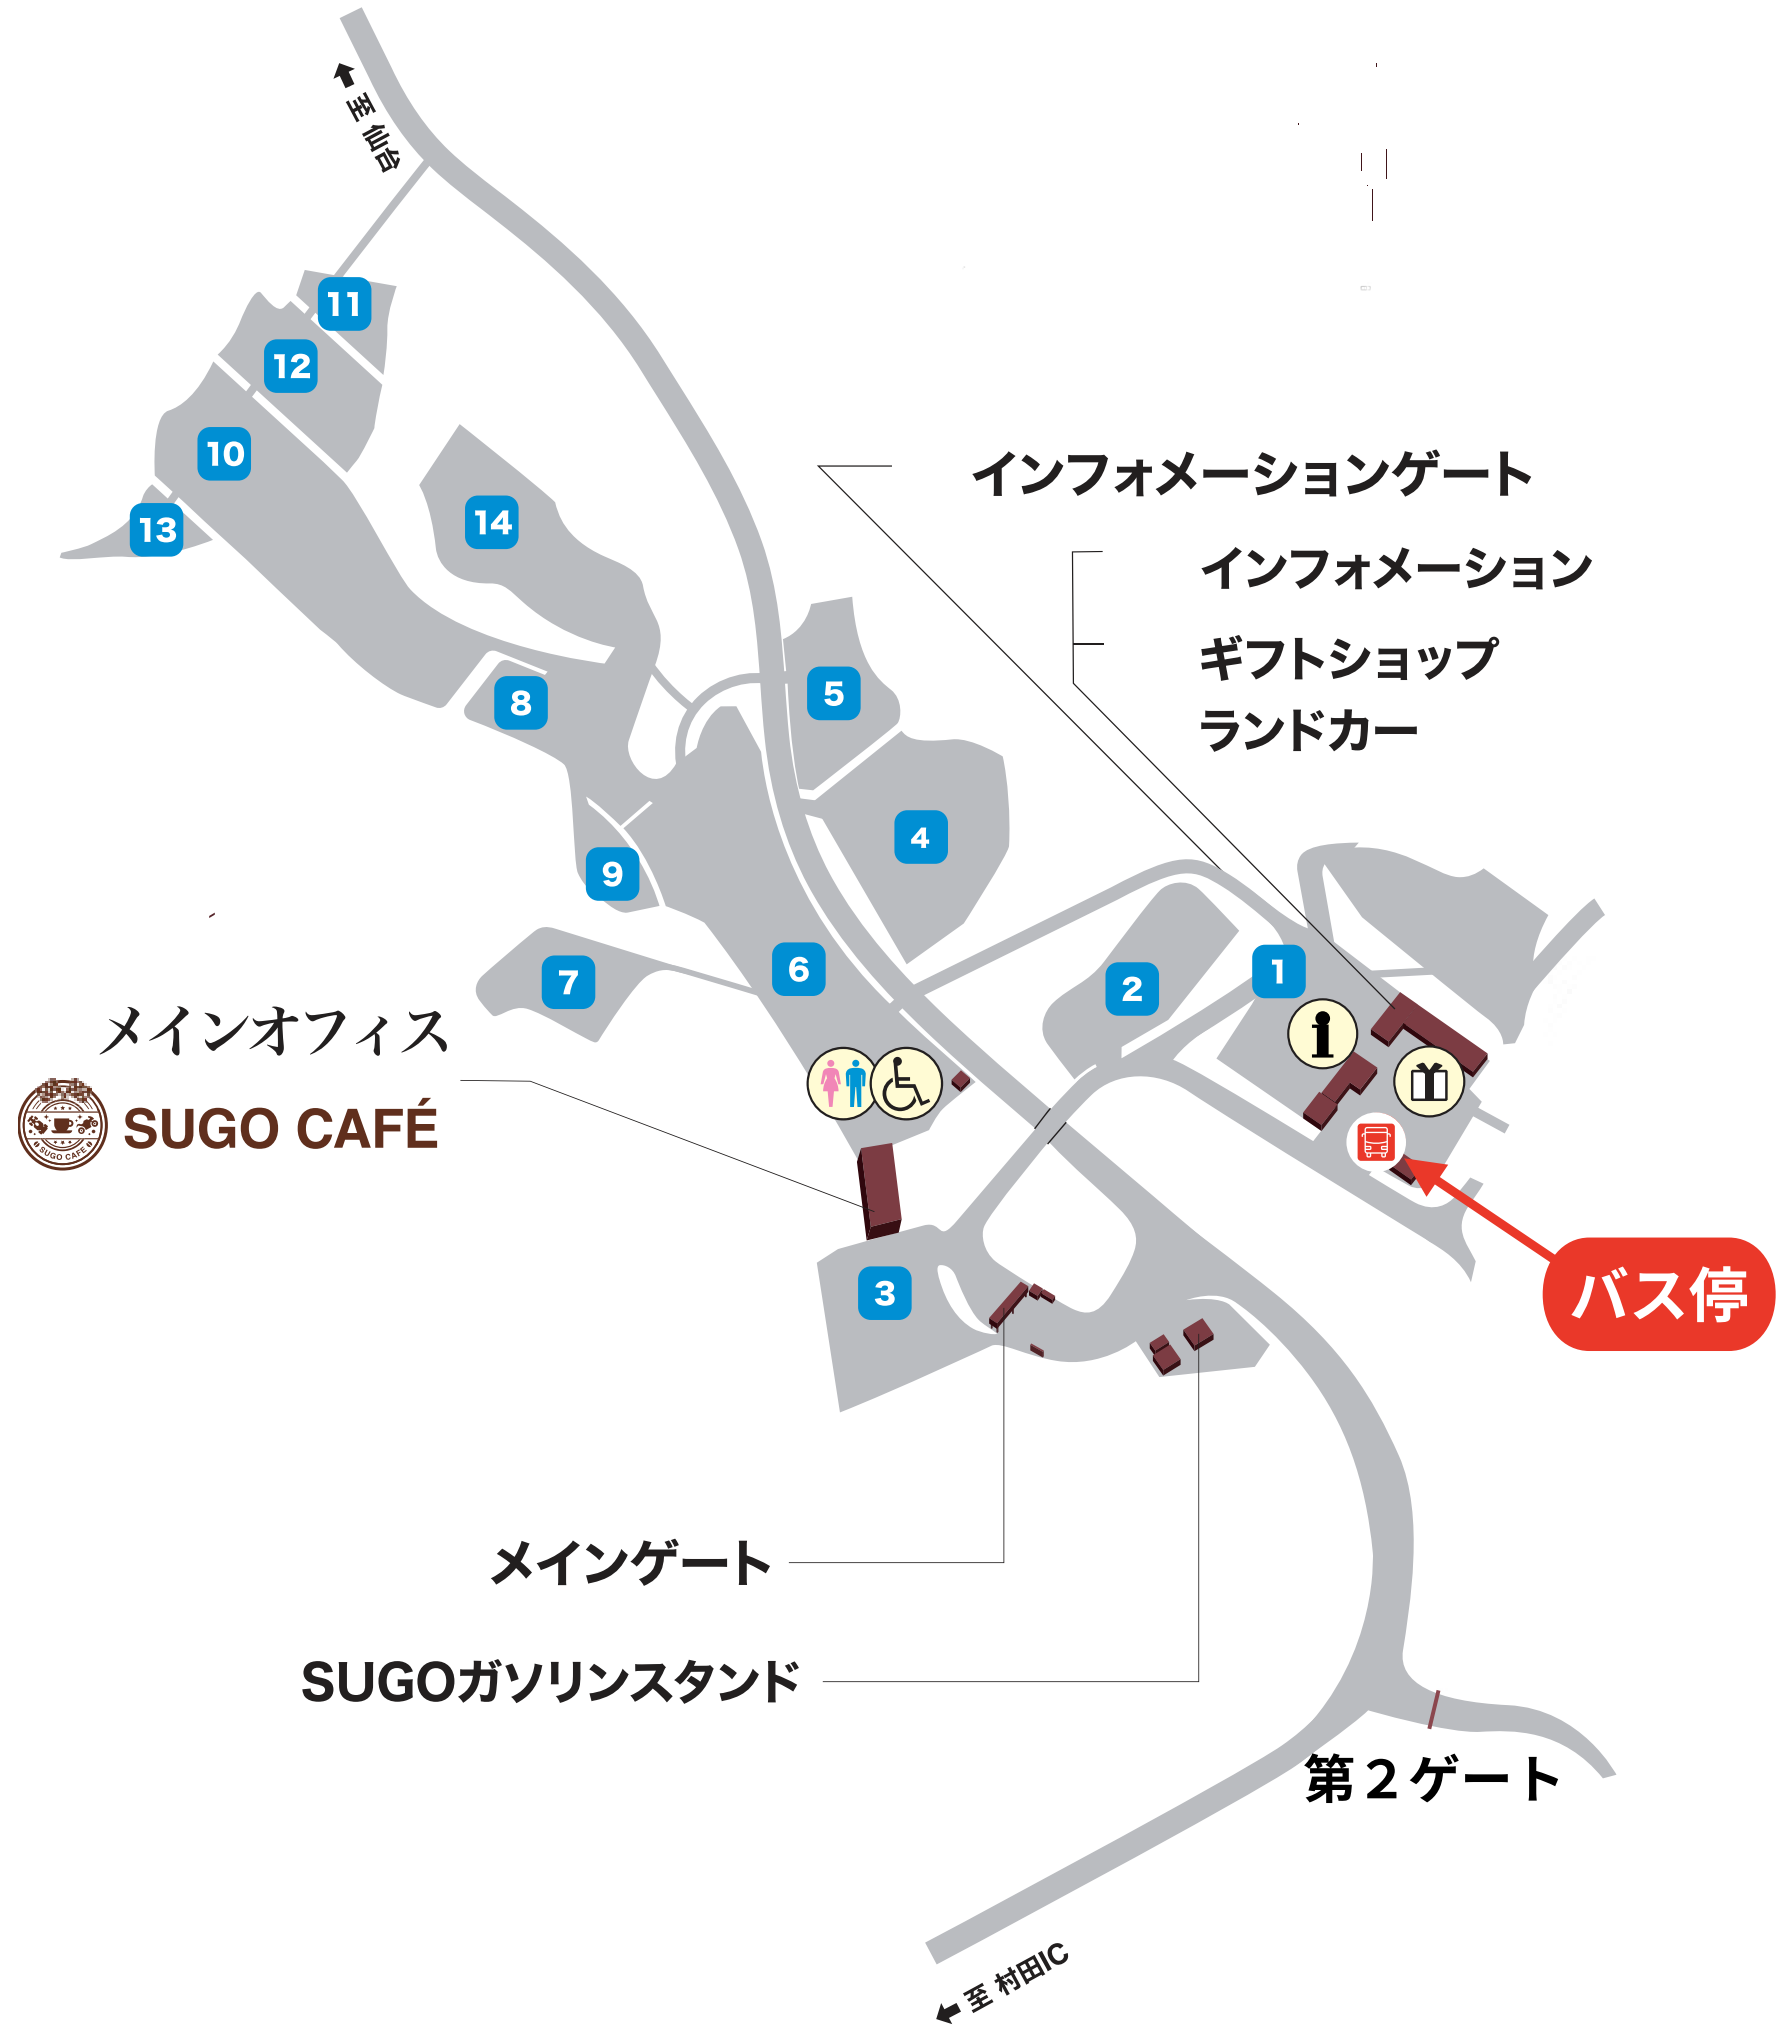 至 仙台
11
12
10
13
14
インフォメーションゲート
インフォメーション
ギフトショップ
ランドカー
8
5
4
9
6
7
2
1
メインオフィス
SUGO CAFÉ
SUGO CAFE
バス停
3
メインゲート
SUGOガソリンスタンド
第2ゲート
至 村田IC